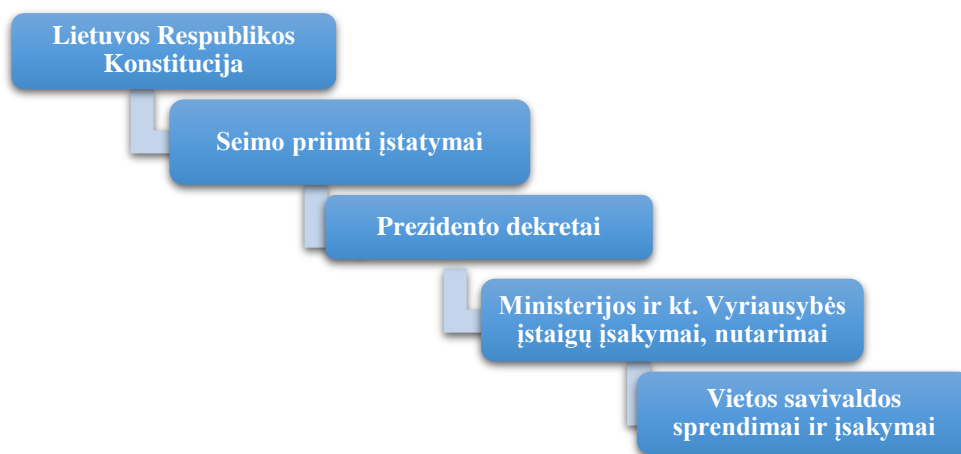 Lietuvos Respublikos
Konstitucija
Seimo priimti įstatymai
Prezidento dekretai
Ministerijos ir kt. Vyriausybės
įstaigų įsakymai, nutarimai
Vietos savivaldos
sprendimai ir įsakymai